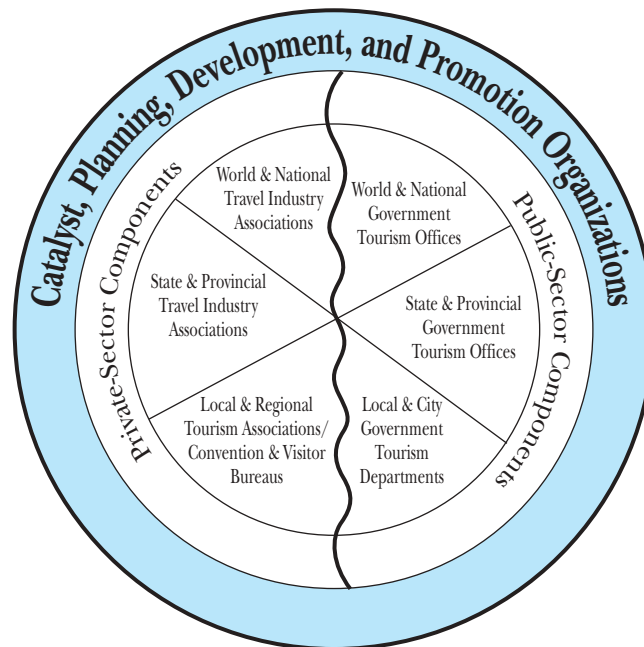 Catalyst, Planning, Development, and Promotion Organizations
Private-Sector Components
Public-Sector Components
World & National
Travel Industry
Associations
World & National
Government
Tourism Offices
State & Provincial
Travel Industry
Associations
State & Provincial
Government
Tourism Offices
Local & Regional
Tourism Associations/
Convention & Visitor
Bureaus
Local & City
Government
Tourism
Departments